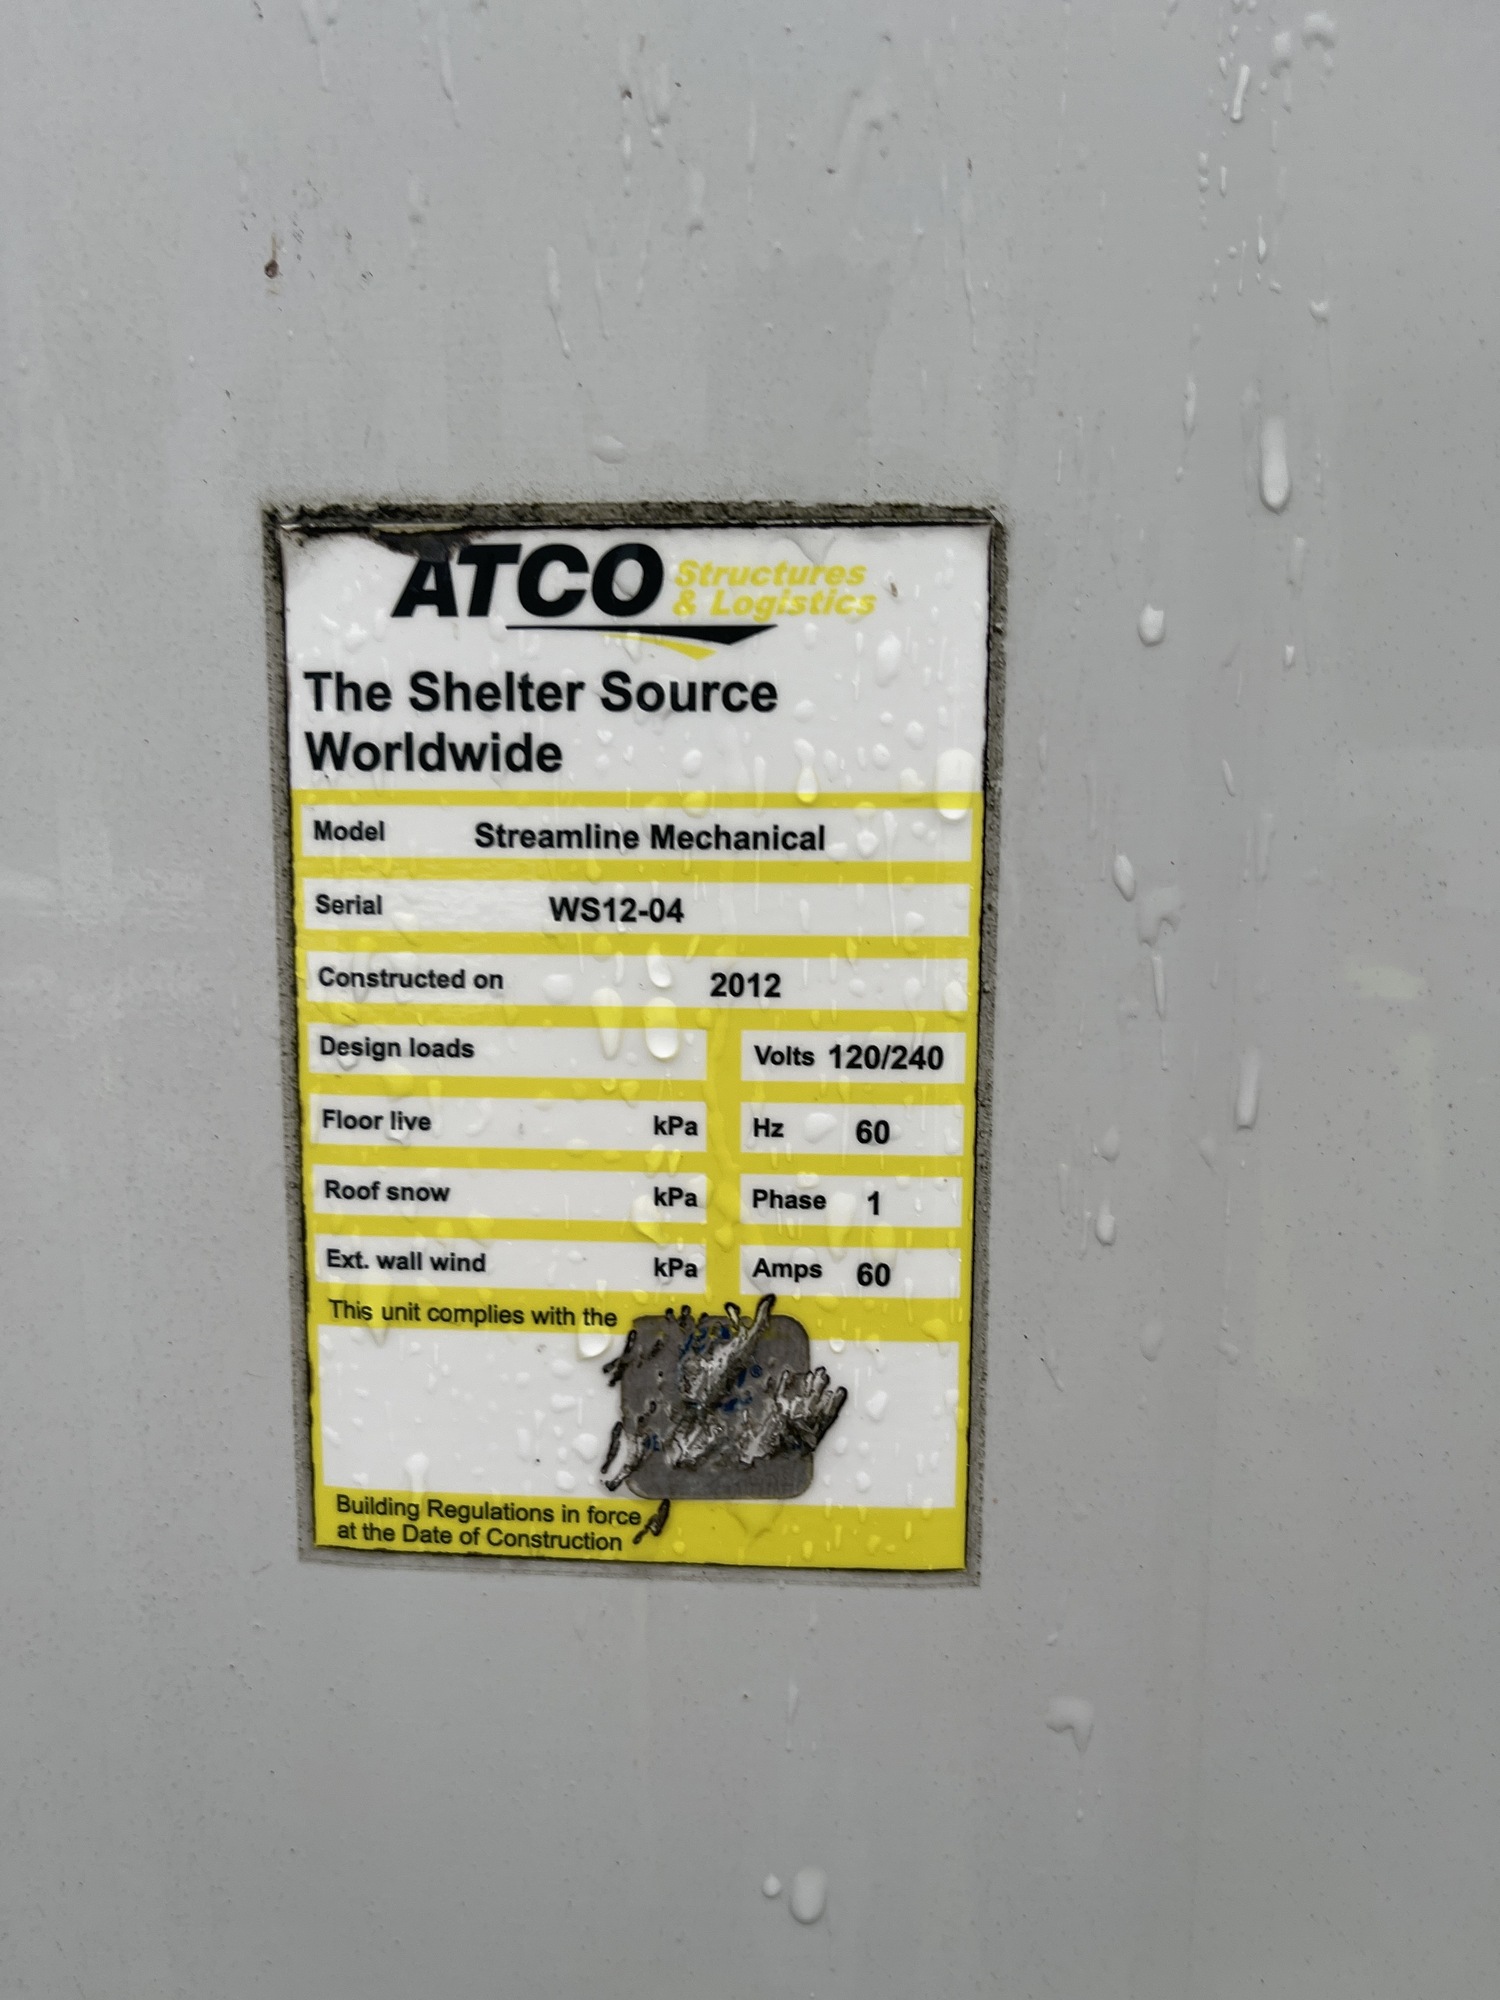 ATCO Structures
& Logistics
The Shelter Source
Worldwide
Model Streamline Mechanical
Serial WS12-04
Constructed on 2012
Design loads Volts 120/240
Floor live kPa Hz 60
Roof snow kPa Phase 1
Ext. wall wind kPa Amps 60
This unit complies with the
Building Regulations in force
at the Date of Construction